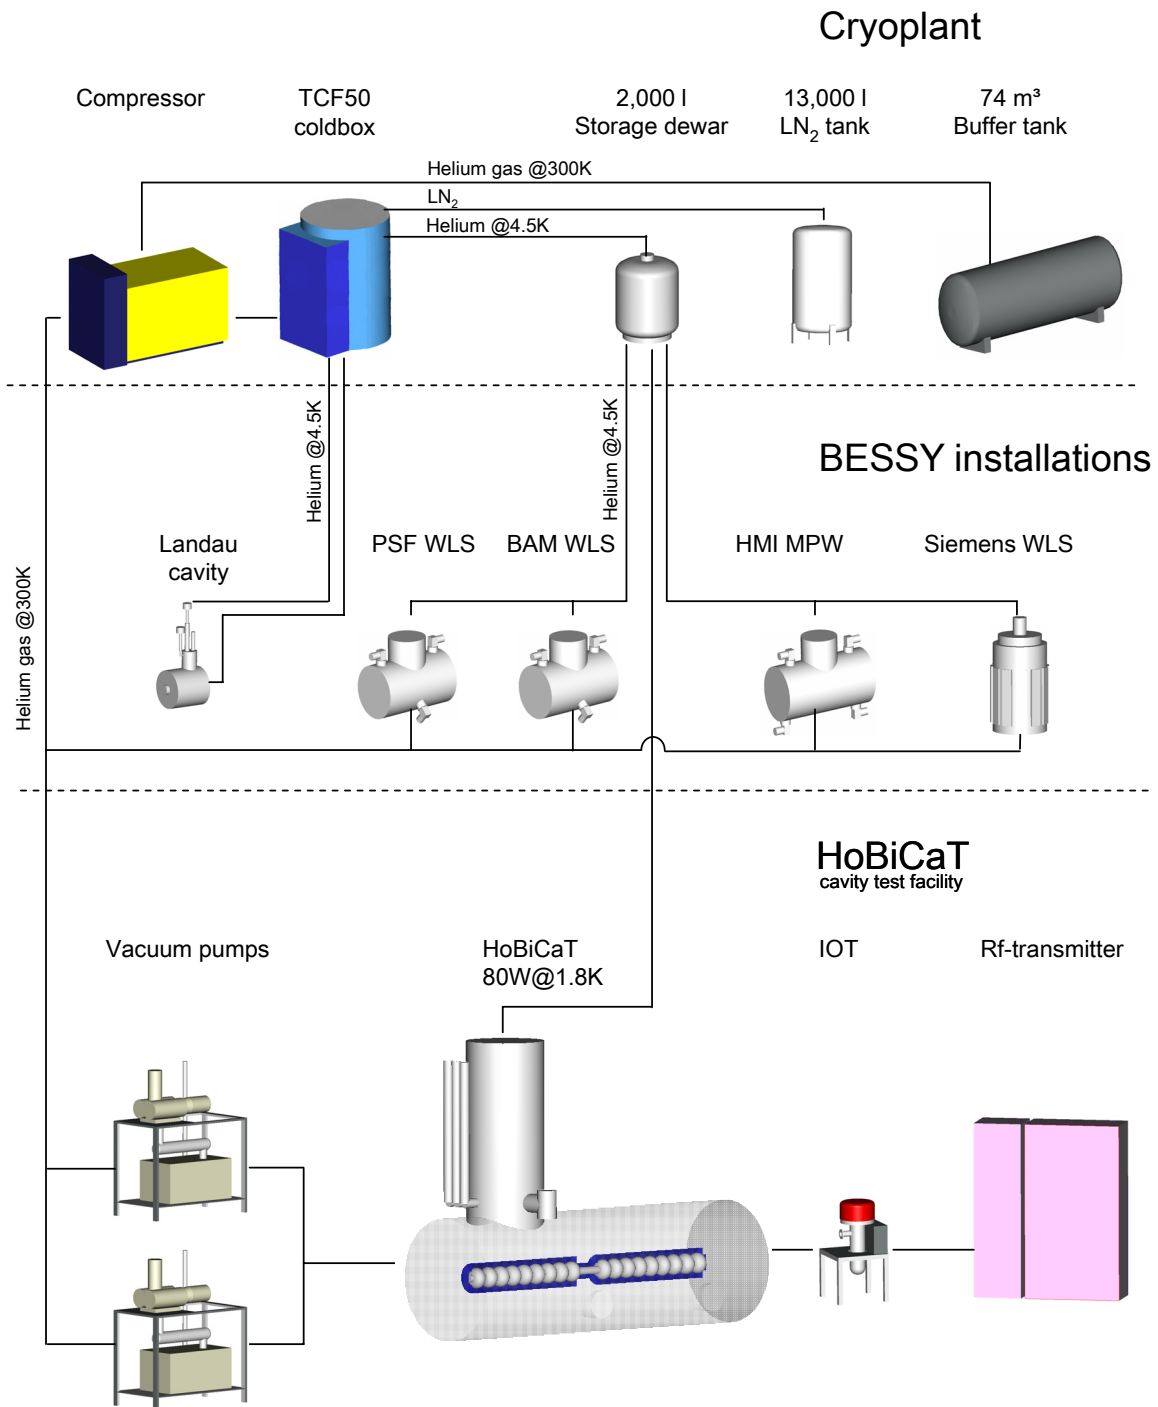 Cryoplant
Compressor
TCF50
coldbox
2,000 l
Storage dewar
13,000 l
LN₂ tank
74 m³
Buffer tank
Helium gas @300K
LN₂
Helium @4.5K
Helium @4.5K
Helium @4.5K
BESSY installations
Landau
cavity
PSF WLS
BAM WLS
HMI MPW
Siemens WLS
Helium gas @300K
HoBiCaT
cavity test facility
Vacuum pumps
HoBiCaT
80W@1.8K
IOT
Rf-transmitter